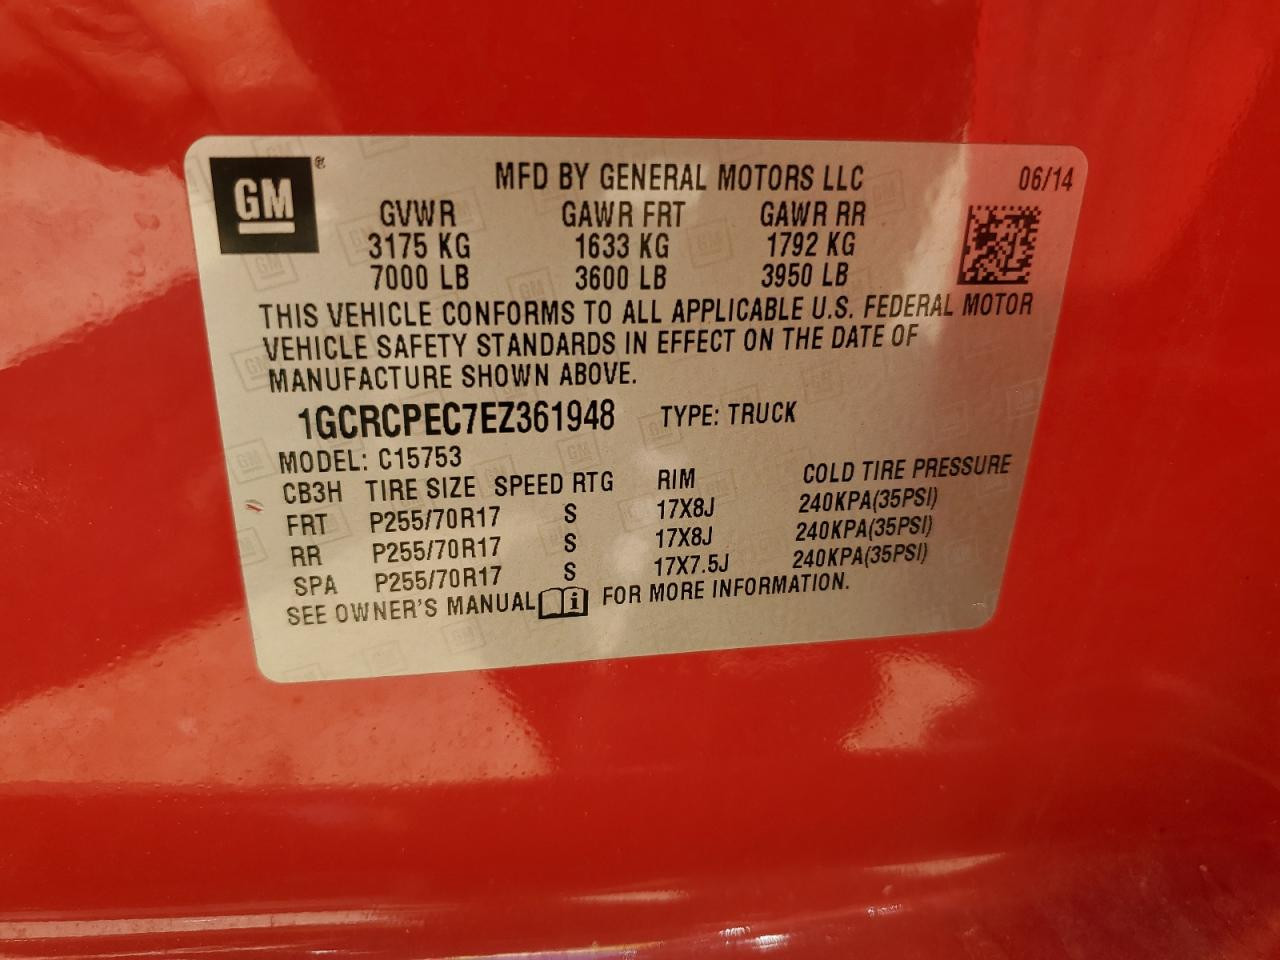 GM®
MFD BY GENERAL MOTORS LLC 06/14
GVWR GAWR FRT GAWR RR
3175 KG 1633 KG 1792 KG
7000 LB 3600 LB 3950 LB
THIS VEHICLE CONFORMS TO ALL APPLICABLE U.S. FEDERAL MOTOR
VEHICLE SAFETY STANDARDS IN EFFECT ON THE DATE OF
MANUFACTURE SHOWN ABOVE.
1GCRCPEC7EZ361948 TYPE: TRUCK
MODEL: C15753
CB3H TIRE SIZE SPEED RTG RIM COLD TIRE PRESSURE
FRT P255/70R17 S 17X8J 240KPA(35PSI)
RR P255/70R17 S 17X8J 240KPA(35PSI)
SPA P255/70R17 S 17X7.5J 240KPA(35PSI)
SEE OWNER'S MANUAL i FOR MORE INFORMATION.